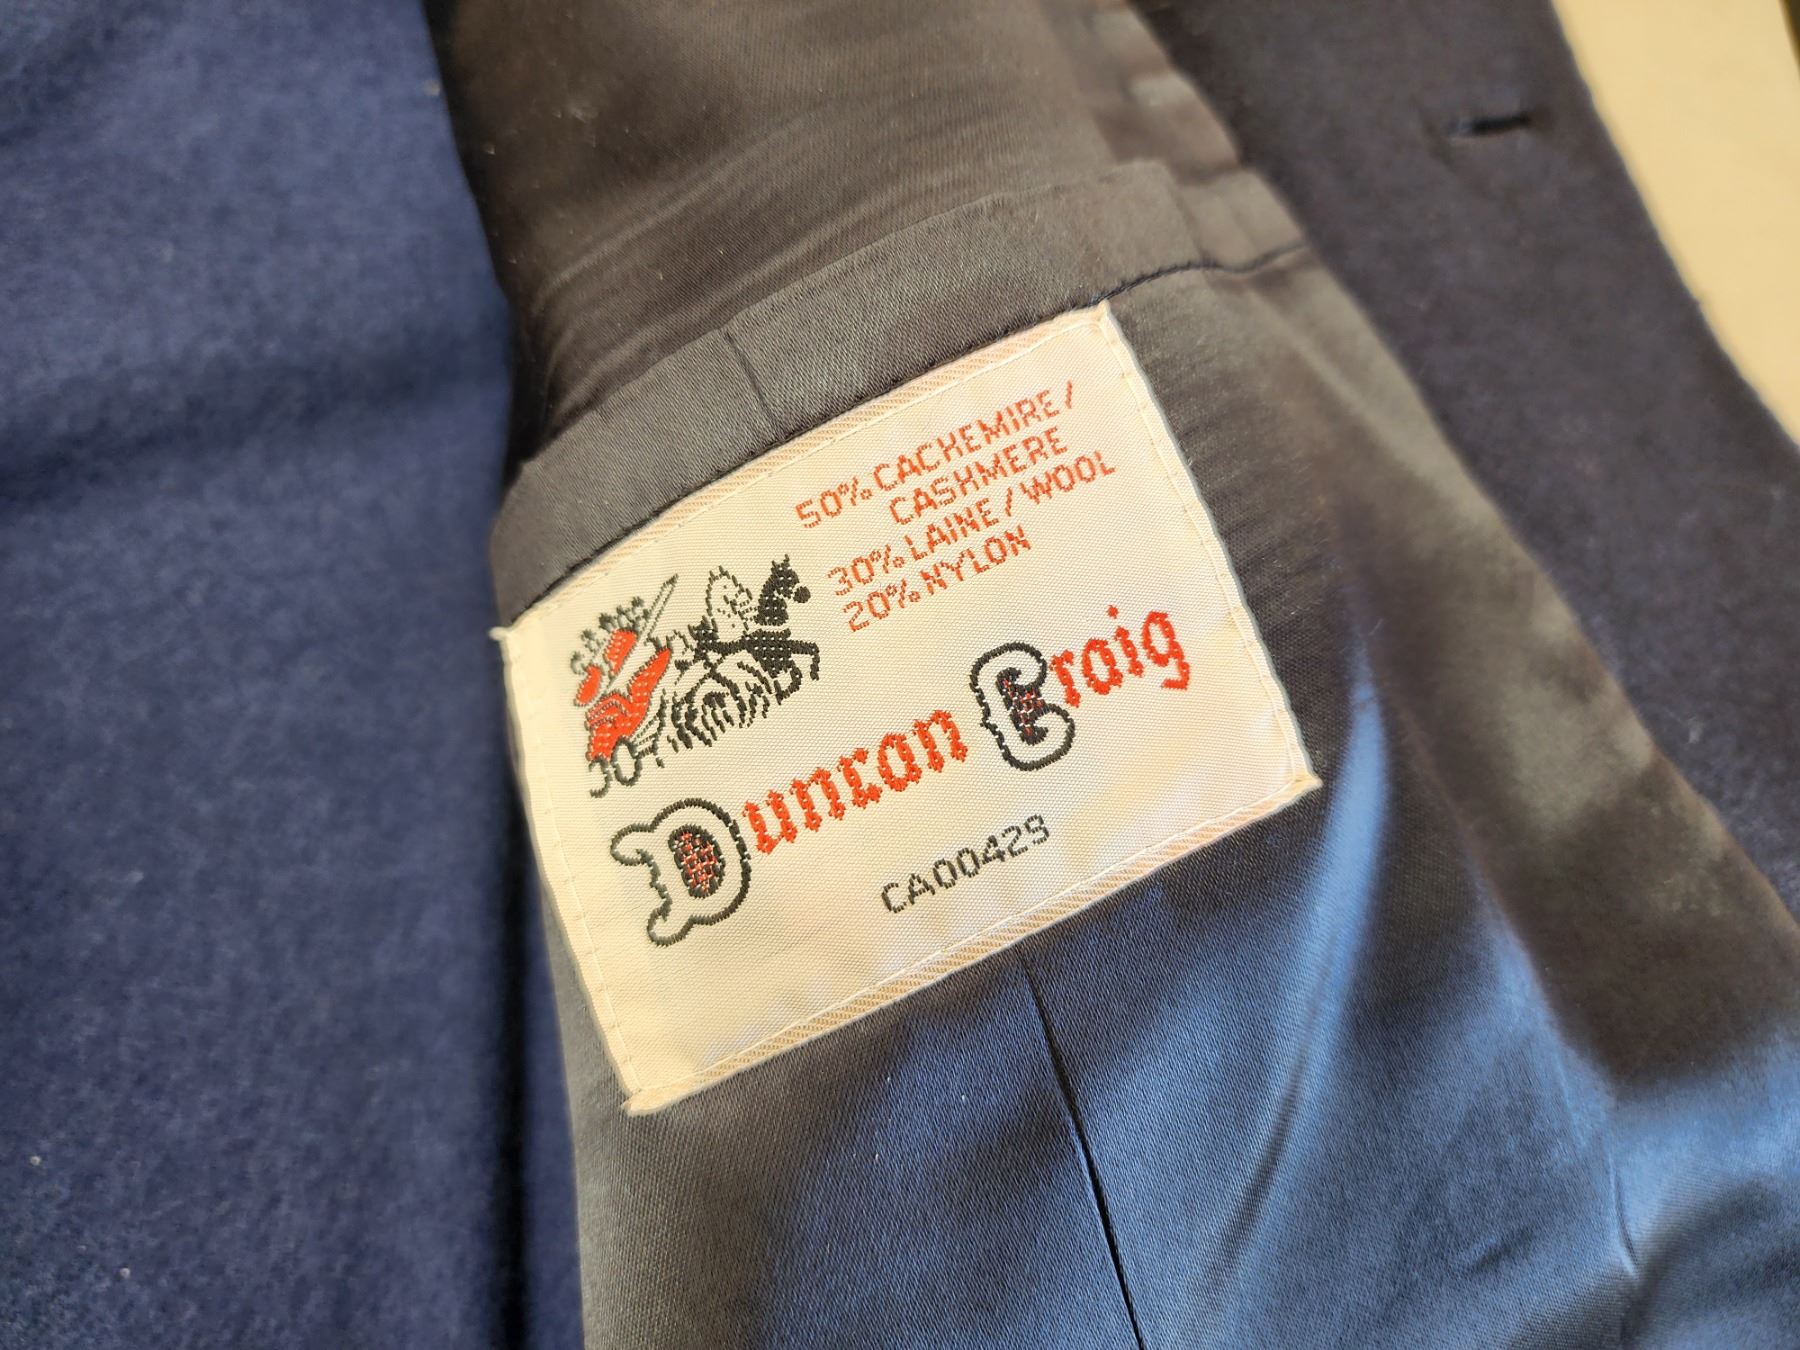 50% CACHEMIRE /
CASHMERE
30% LAINE / WOOL
20% NYLON
Duncan Craig
CA00429